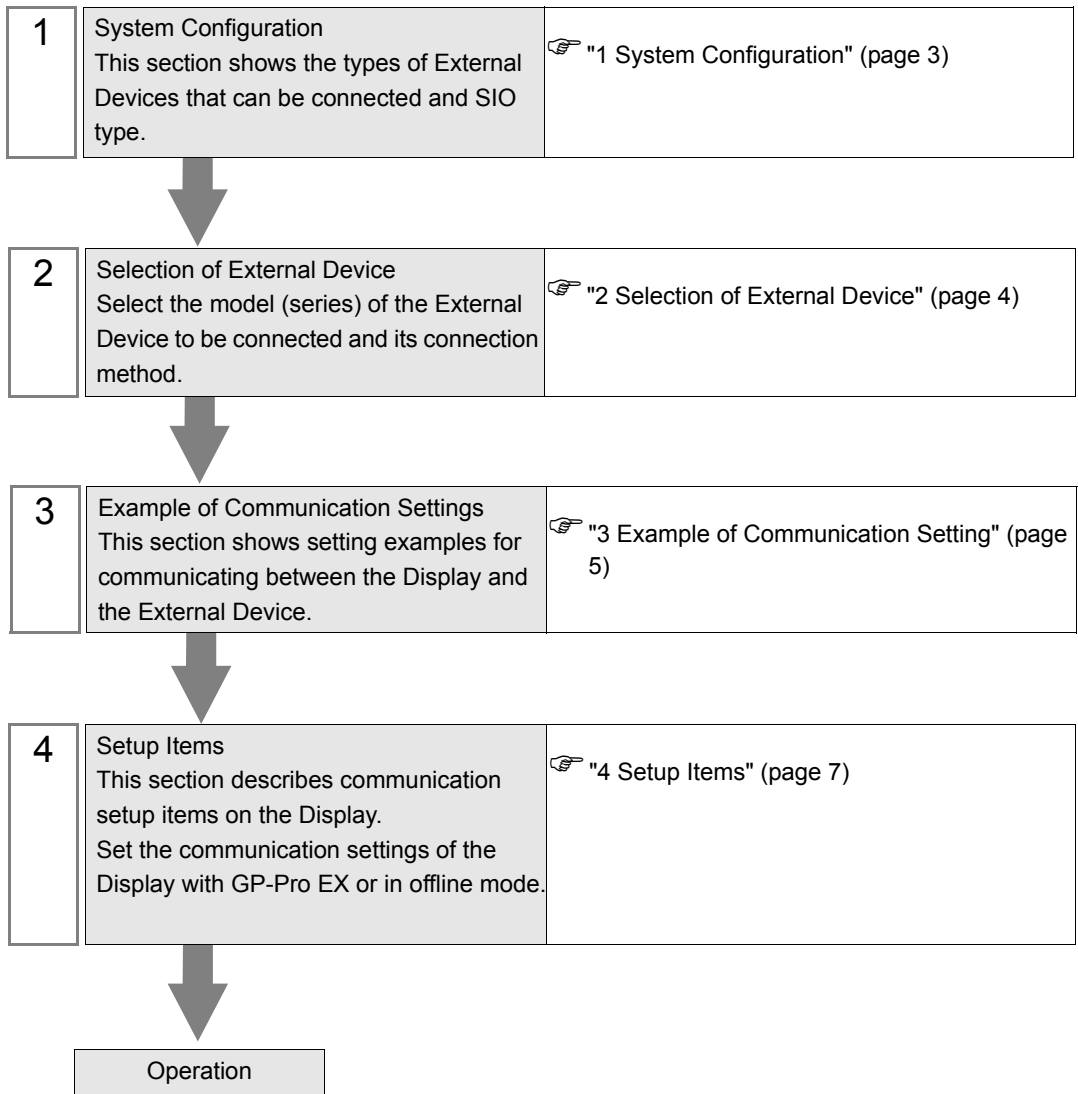 1
System Configuration
This section shows the types of External
Devices that can be connected and SIO
type.
"1 System Configuration" (page 3)
2
Selection of External Device
Select the model (series) of the External
Device to be connected and its connection
method.
"2 Selection of External Device" (page 4)
3
Example of Communication Settings
This section shows setting examples for
communicating between the Display and
the External Device.
"3 Example of Communication Setting" (page
5)
4
Setup Items
This section describes communication
setup items on the Display.
Set the communication settings of the
Display with GP-Pro EX or in offline mode.
"4 Setup Items" (page 7)
Operation